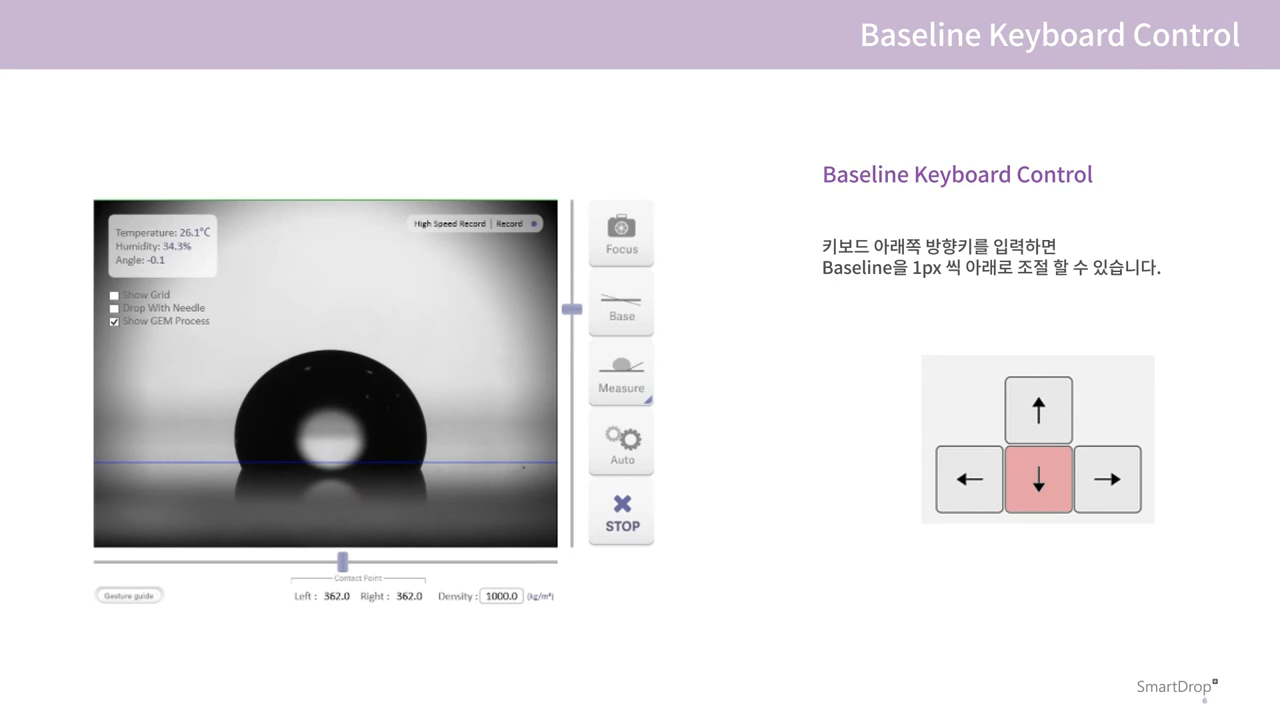 Baseline Keyboard Control
Baseline Keyboard Control
키보드 아래쪽 방향키를 입력하면
Baseline을 1px 씩 아래로 조절 할 수 있습니다.
Temperature: 26.1℃
Humidity: 34.3%
Angle: -0.1
High Speed Record | Record
Show Grid
Drop With Needle
Show GEM Process
Focus
Base
Measure
Auto
STOP
Contact Point
Gesture guide
Left : 362.0 Right : 362.0 Density : 1000.0 (kg/m³)
↑
← ↓ →
SmartDrop